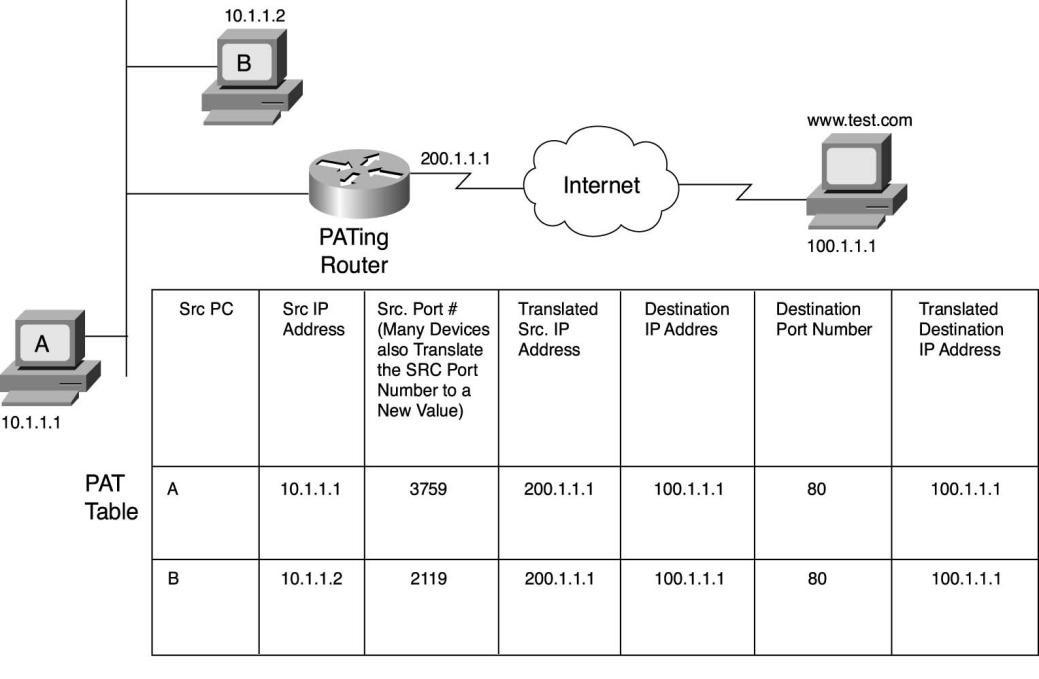 10.1.1.2
B
www.test.com
200.1.1.1
Internet
PATing
Router
100.1.1.1
A
10.1.1.1
PAT
Table
Src PC
Src IP
Address
Src. Port #
(Many Devices
also Translate
the SRC Port
Number to a
New Value)
Translated
Src. IP
Address
Destination
IP Addres
Destination
Port Number
Translated
Destination
IP Address
A 10.1.1.1 3759 200.1.1.1 100.1.1.1 80 100.1.1.1
B 10.1.1.2 2119 200.1.1.1 100.1.1.1 80 100.1.1.1